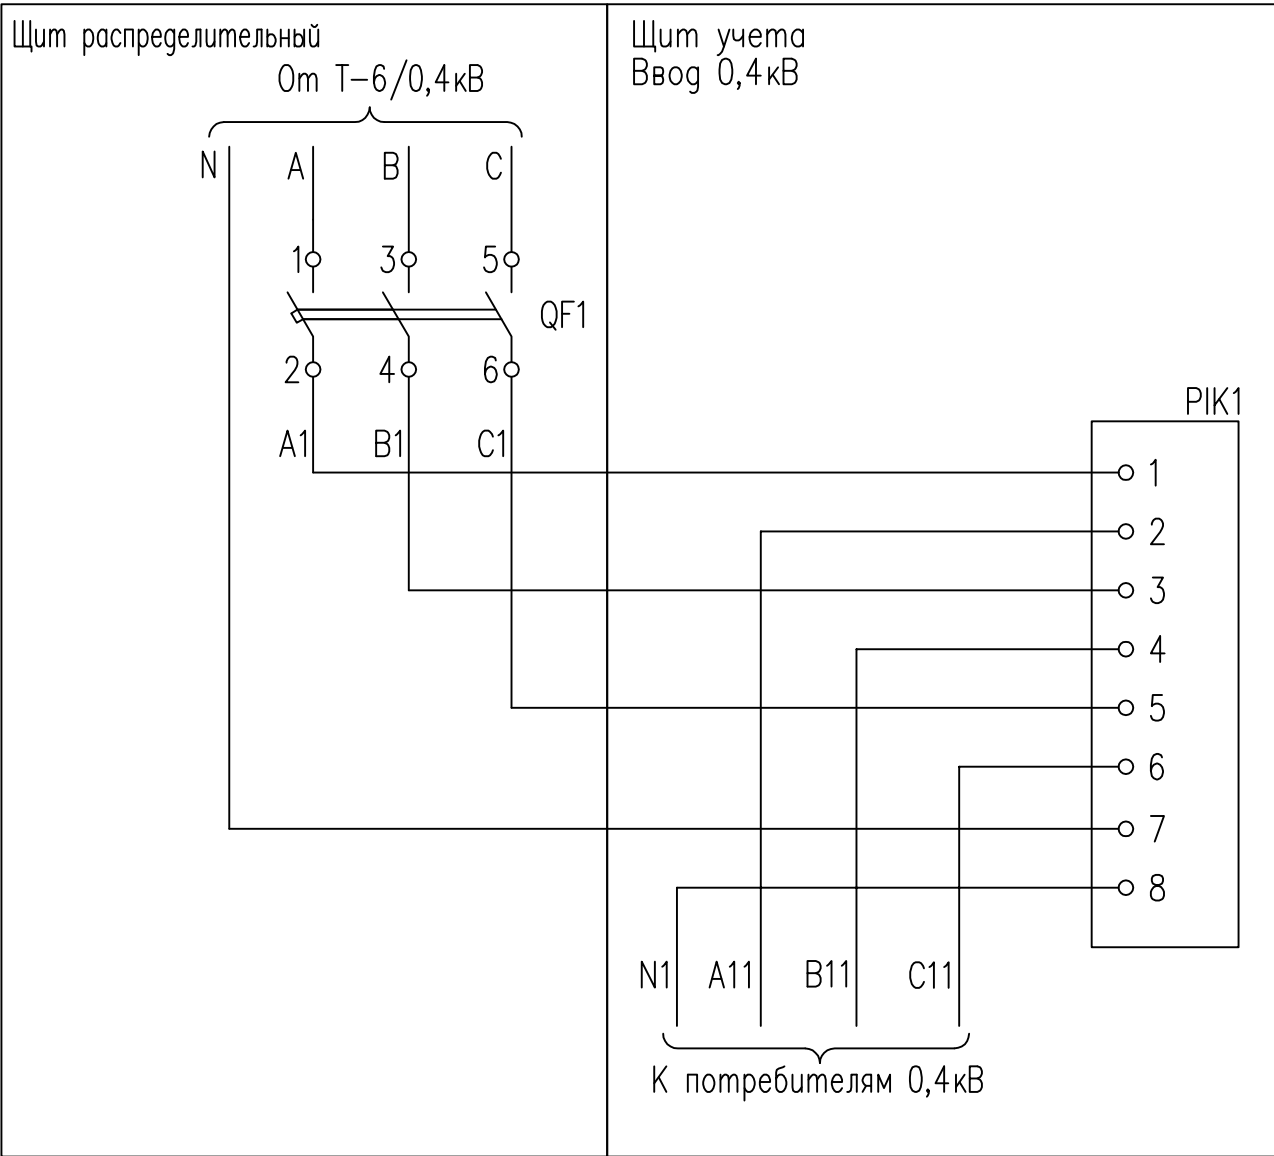 Щит распределительный
От Т-6/0,4кВ
N A B C
1 3 5
QF1
2 4 6
A1 B1 C1
Щит учета
Ввод 0,4кВ
PIK1
1
2
3
4
5
6
7
8
N1 A11 B11 C11
К потребителям 0,4кВ